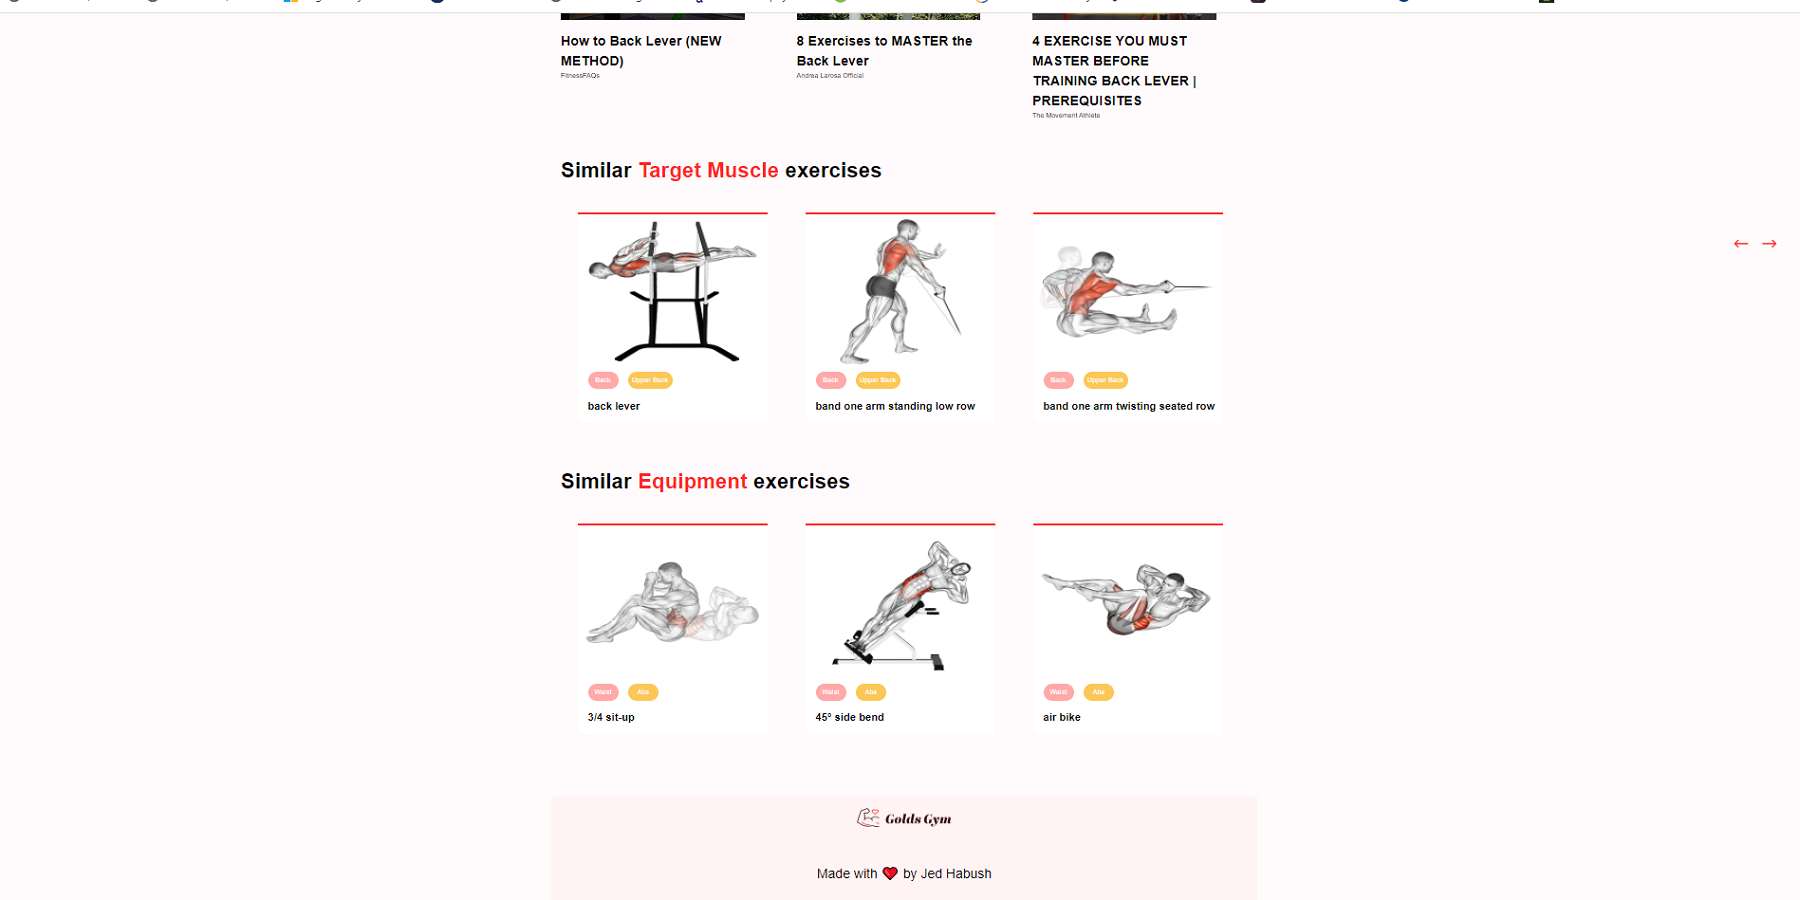 How to Back Lever (NEW
METHOD)
FitnessFAQs
8 Exercises to MASTER the
Back Lever
Andrea Larosa Official
4 EXERCISE YOU MUST
MASTER BEFORE
TRAINING BACK LEVER |
PREREQUISITES
The Movement Athlete
Similar Target Muscle exercises
Back Upper Back
back lever
Back Upper Back
band one arm standing low row
Back Upper Back
band one arm twisting seated row
Similar Equipment exercises
Waist Abs
3/4 sit-up
Waist Abs
45° side bend
Waist Abs
air bike
Golds Gym
Made with ❤ by Jed Habush